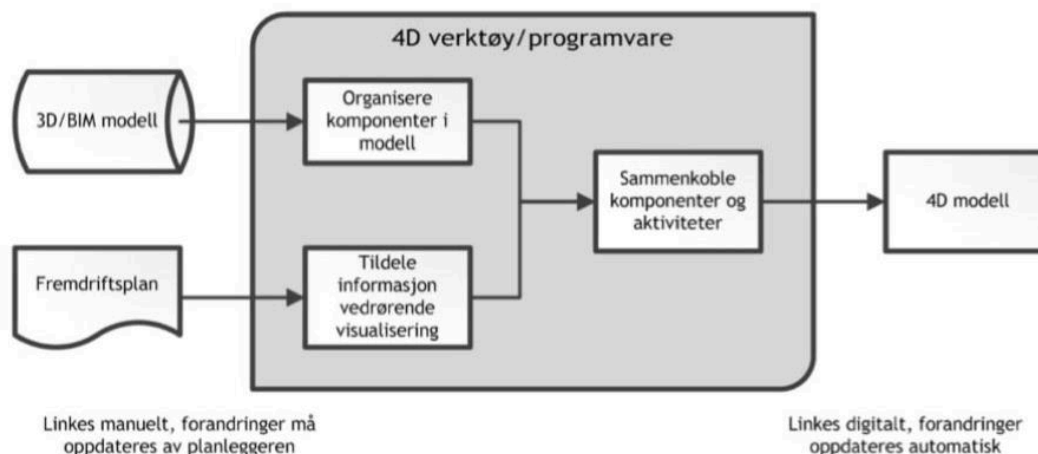 4D verktøy/programvare
3D/BIM modell
Organisere
komponenter i
modell
Sammenkoble
komponenter og
aktiviteter
4D modell
Fremdriftsplan
Tildele
informasjon
vedrørende
visualisering
Linkes manuelt, forandringer må
oppdateres av planleggeren
Linkes digitalt, forandringer
oppdateres automatisk